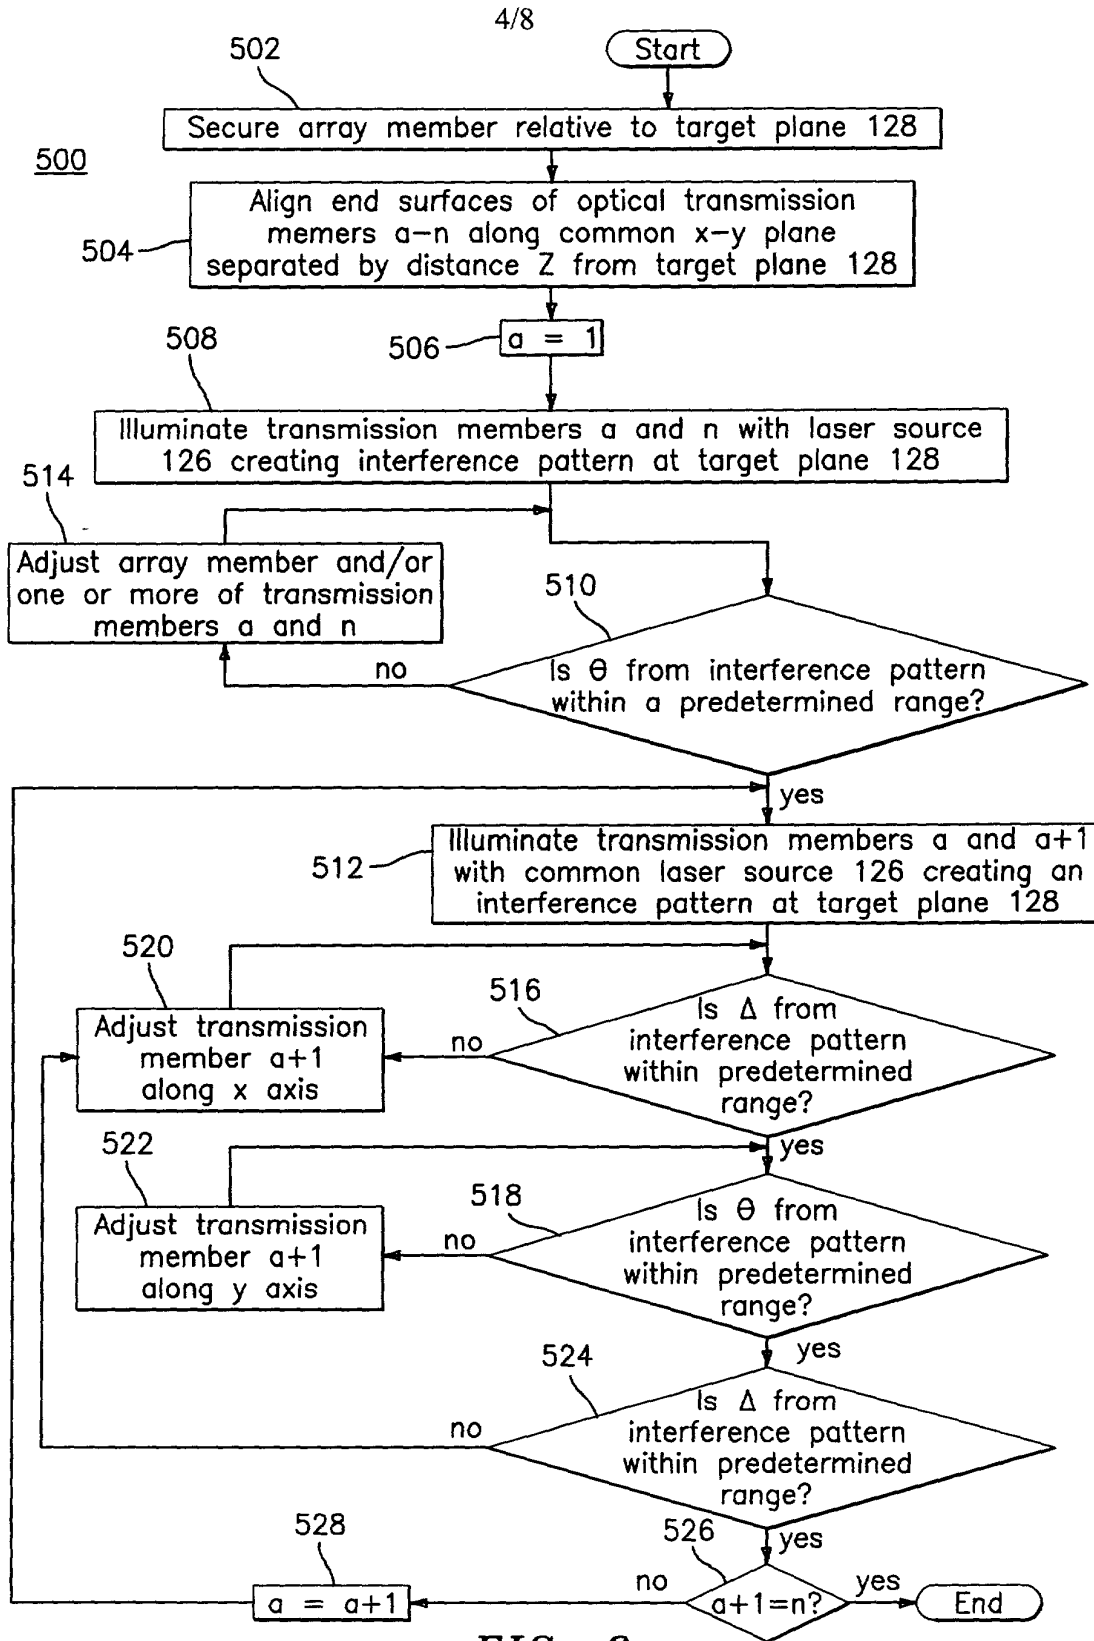 4/8
Start
502
Secure array member relative to target plane 128
500
504
Align end surfaces of optical transmission
memers a-n along common x-y plane
separated by distance Z from target plane 128
506
a = 1
508
Illuminate transmission members a and n with laser source
126 creating interference pattern at target plane 128
514
Adjust array member and/or
one or more of transmission
members a and n
510
Is Θ from interference pattern
within a predetermined range?
no
yes
512
Illuminate transmission members a and a+1
with common laser source 126 creating an
interference pattern at target plane 128
520
Adjust transmission
member a+1
along x axis
516
Is Δ from
interference pattern
within predetermined
range?
no
yes
522
Adjust transmission
member a+1
along y axis
518
Is Θ from
interference pattern
within predetermined
range?
no
yes
524
Is Δ from
interference pattern
within predetermined
range?
no
yes
526
a+1=n?
no
yes
528
a = a+1
End